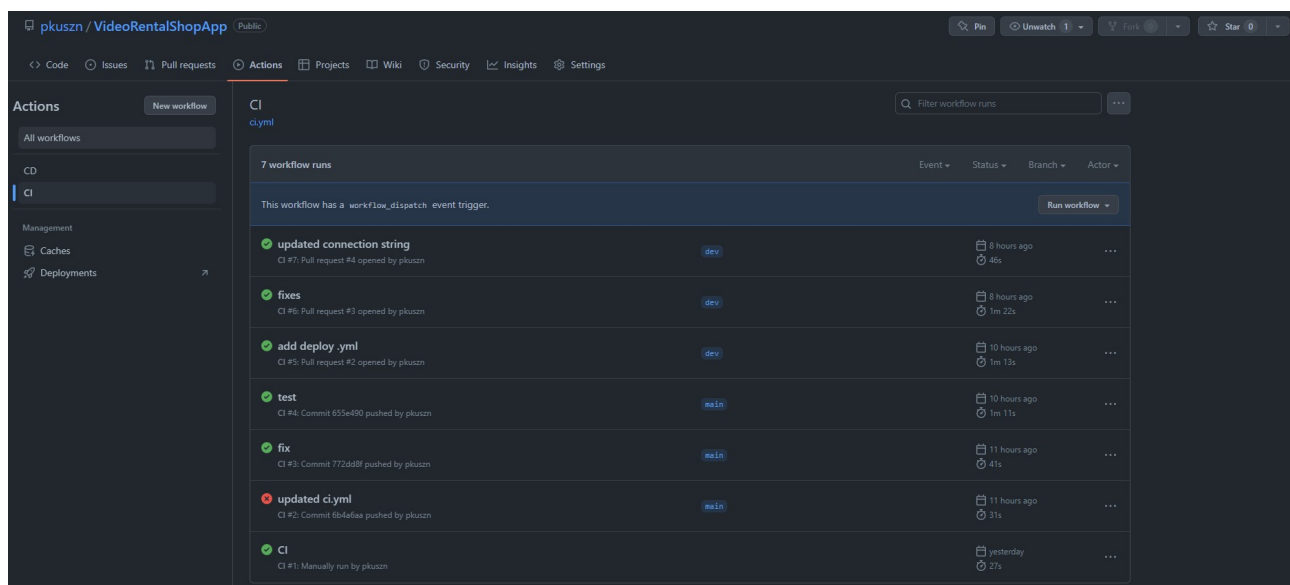 pkuszn / VideoRentalShopApp Public
Pin Unwatch 1 Fork Star 0
Code Issues Pull requests Actions Projects Wiki Security Insights Settings
Actions New workflow
All workflows
CD
CI
Management
Caches
Deployments
CI
ci.yml
Filter workflow runs
7 workflow runs Event Status Branch Actor
This workflow has a workflow_dispatch event trigger. Run workflow
updated connection string dev 8 hours ago
CI #7: Pull request #4 opened by pkuszn 46s
fixes dev 8 hours ago
CI #6: Pull request #3 opened by pkuszn 1m 22s
add deploy .yml dev 10 hours ago
CI #5: Pull request #2 opened by pkuszn 1m 13s
test main 10 hours ago
CI #4: Commit 655e490 pushed by pkuszn 1m 11s
fix main 11 hours ago
CI #3: Commit 772dd8f pushed by pkuszn 41s
updated ci.yml main 11 hours ago
CI #2: Commit 6b4a6aa pushed by pkuszn 31s
CI yesterday
CI #1: Manually run by pkuszn 27s